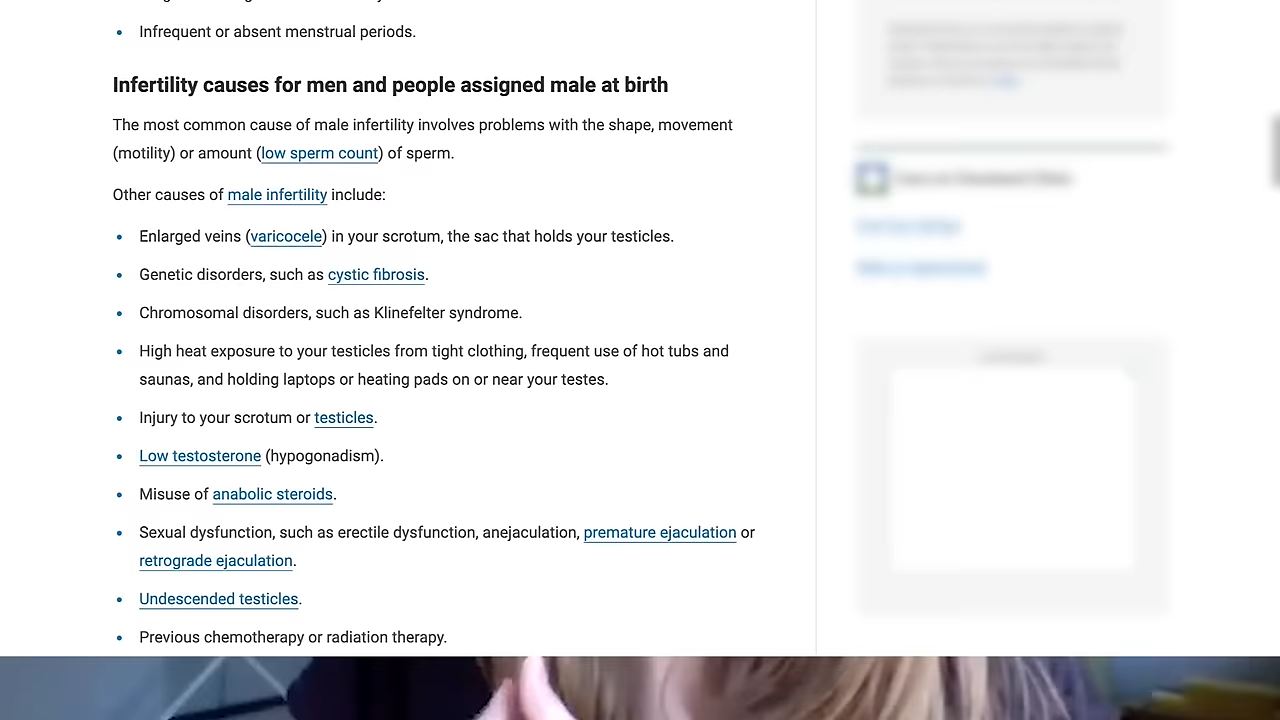 Infrequent or absent menstrual periods.
Infertility causes for men and people assigned male at birth
The most common cause of male infertility involves problems with the shape, movement
(motility) or amount (low sperm count) of sperm.
Other causes of male infertility include:
Enlarged veins (varicocele) in your scrotum, the sac that holds your testicles.
Genetic disorders, such as cystic fibrosis.
Chromosomal disorders, such as Klinefelter syndrome.
High heat exposure to your testicles from tight clothing, frequent use of hot tubs and
saunas, and holding laptops or heating pads on or near your testes.
Injury to your scrotum or testicles.
Low testosterone (hypogonadism).
Misuse of anabolic steroids.
Sexual dysfunction, such as erectile dysfunction, anejaculation, premature ejaculation or
retrograde ejaculation.
Undescended testicles.
Previous chemotherapy or radiation therapy.